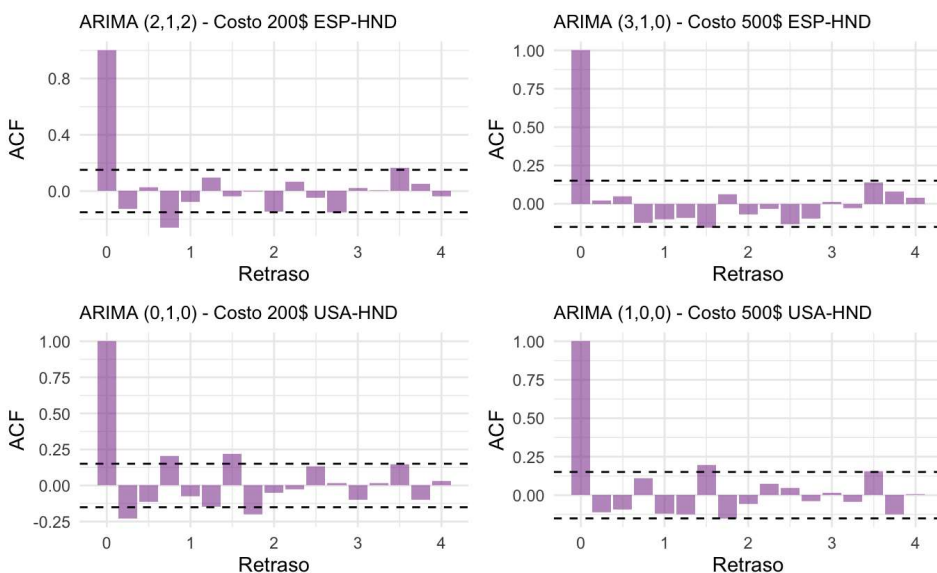 ARIMA (2,1,2) - Costo 200$ ESP-HND
0.8
0.4
0.0
ACF
0 1 2 3 4
Retraso
ARIMA (3,1,0) - Costo 500$ ESP-HND
1.00
0.75
0.50
0.25
0.00
ACF
0 1 2 3 4
Retraso
ARIMA (0,1,0) - Costo 200$ USA-HND
1.00
0.75
0.50
0.25
0.00
-0.25
ACF
0 1 2 3 4
Retraso
ARIMA (1,0,0) - Costo 500$ USA-HND
1.00
0.75
0.50
0.25
0.00
ACF
0 1 2 3 4
Retraso